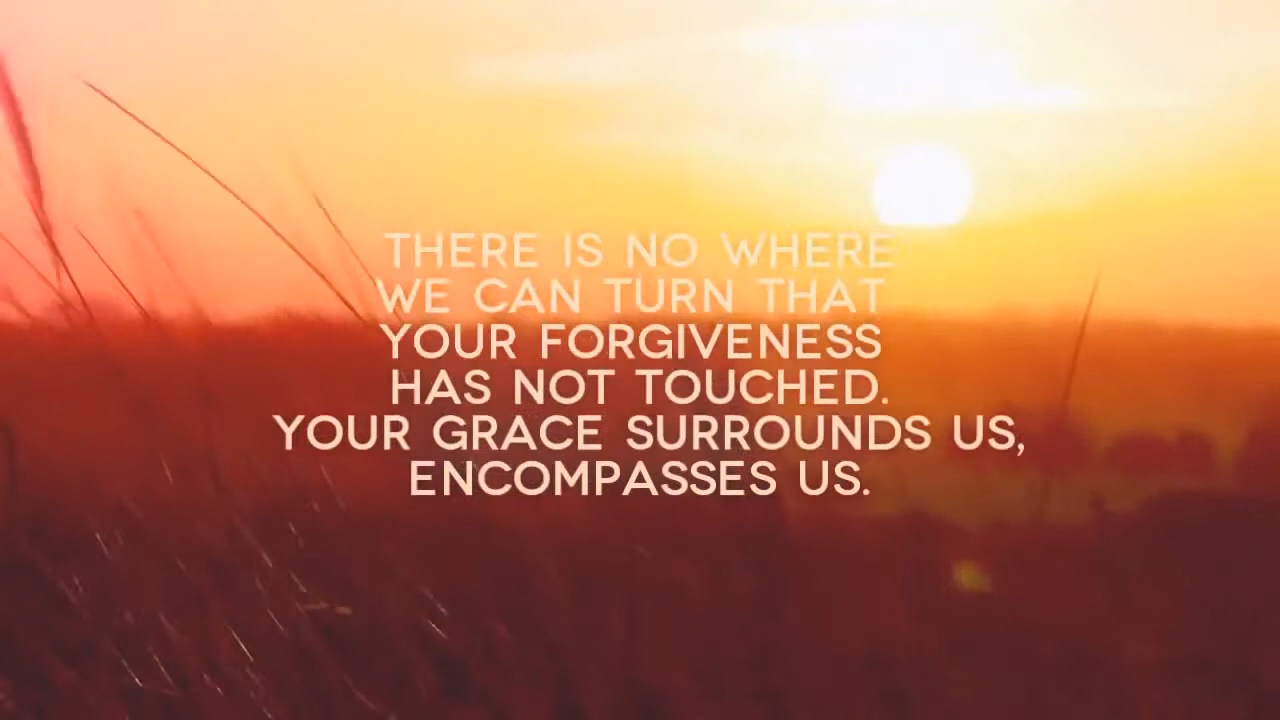 THERE IS NO WHERE
WE CAN TURN THAT
YOUR FORGIVENESS
HAS NOT TOUCHED.
YOUR GRACE SURROUNDS US,
ENCOMPASSES US.